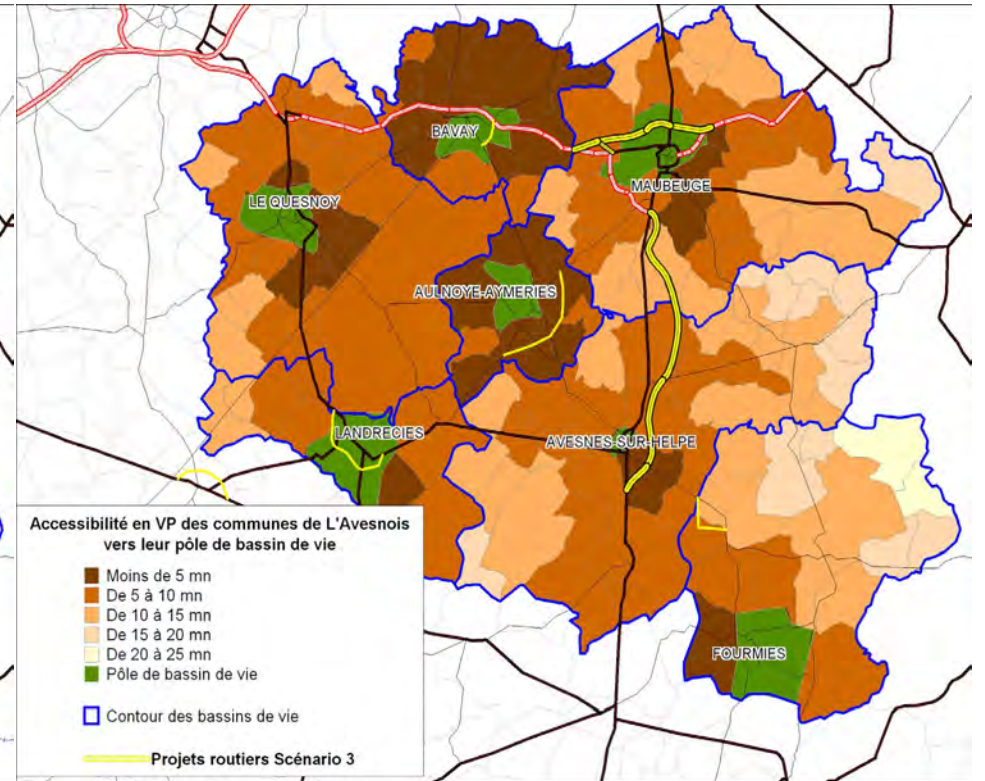 BAVAY
MAUBEUGE
LE QUESNOY
AULNOYE-AYMERIES
LANDRECIES
AVESNES-SUR-HELPE
FOURMIES
Accessibilité en VP des communes de L'Avesnois
vers leur pôle de bassin de vie
Moins de 5 mn
De 5 à 10 mn
De 10 à 15 mn
De 15 à 20 mn
De 20 à 25 mn
Pôle de bassin de vie
Contour des bassins de vie
Projets routiers Scénario 3